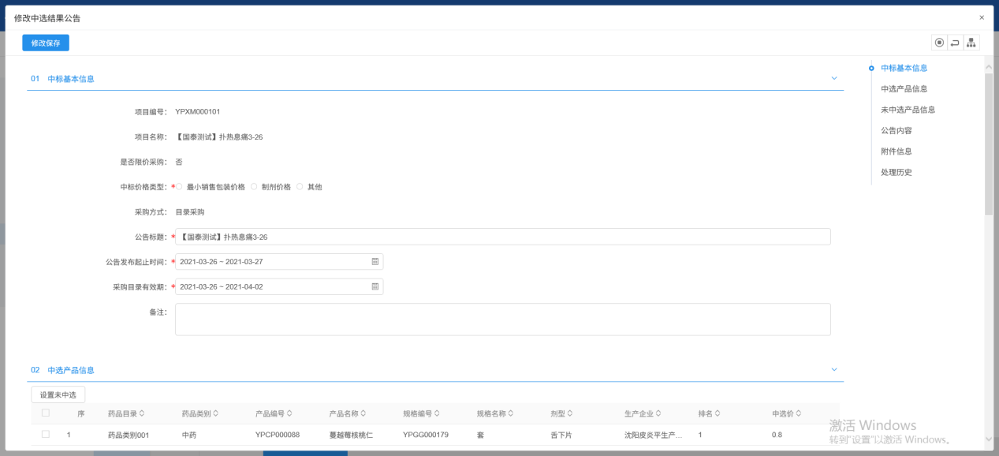 修改中选结果公告
×
修改保存
01 中标基本信息
项目编号： YPXM000101
项目名称： 【国泰测试】扑热息痛3-26
是否限价采购： 否
中标价格类型：* 最小销售包装价格 制剂价格 其他
采购方式： 目录采购
公告标题：* 【国泰测试】扑热息痛3-26
公告发布起止时间：* 2021-03-26 ~ 2021-03-27
采购目录有效期：* 2021-03-26 ~ 2021-04-02
备注：
中标基本信息
中选产品信息
未中选产品信息
公告内容
附件信息
处理历史
02 中选产品信息
设置未中选
序 药品目录 药品类别 产品编号 产品名称 规格编号 规格名称 剂型 生产企业 排名 中选价
1 药品类别001 中药 YPCP000088 蔓越莓核桃仁 YPGG000179 套 舌下片 沈阳皮炎平生产... 1 0.8
激活 Windows
转到"设置"以激活 Windows。